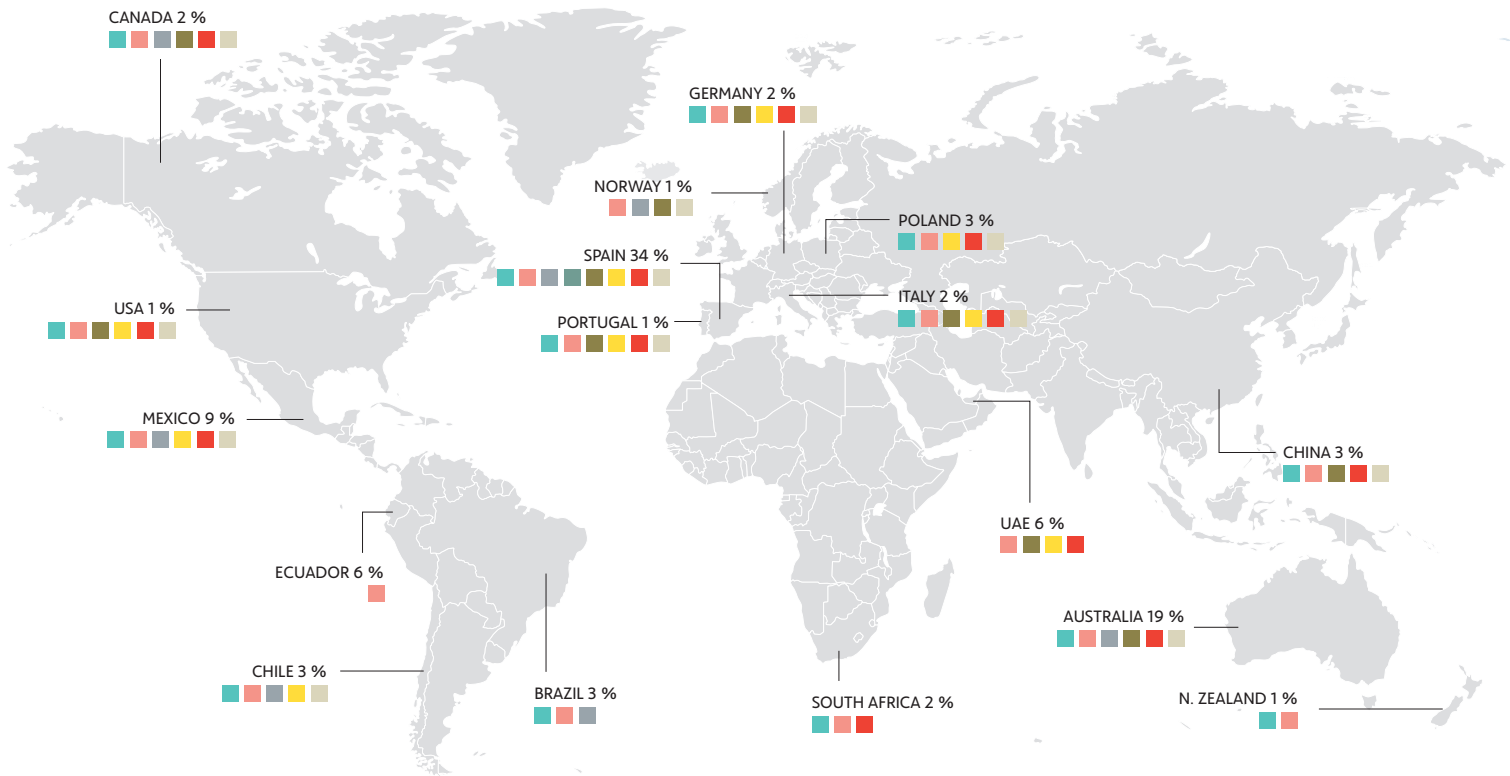 CANADA 2 %
GERMANY 2 %
NORWAY 1 %
POLAND 3 %
SPAIN 34 %
ITALY 2 %
USA 1 %
PORTUGAL 1 %
MEXICO 9 %
CHINA 3 %
UAE 6 %
ECUADOR 6 %
AUSTRALIA 19 %
CHILE 3 %
BRAZIL 3 %
SOUTH AFRICA 2 %
N. ZEALAND 1 %